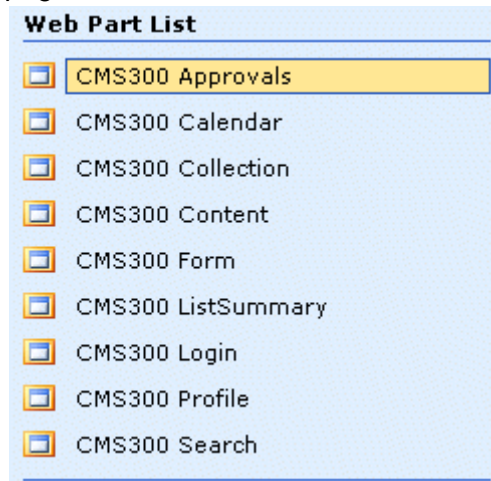 Web Part List
CMS300 Approvals
CMS300 Calendar
CMS300 Collection
CMS300 Content
CMS300 Form
CMS300 ListSummary
CMS300 Login
CMS300 Profile
CMS300 Search